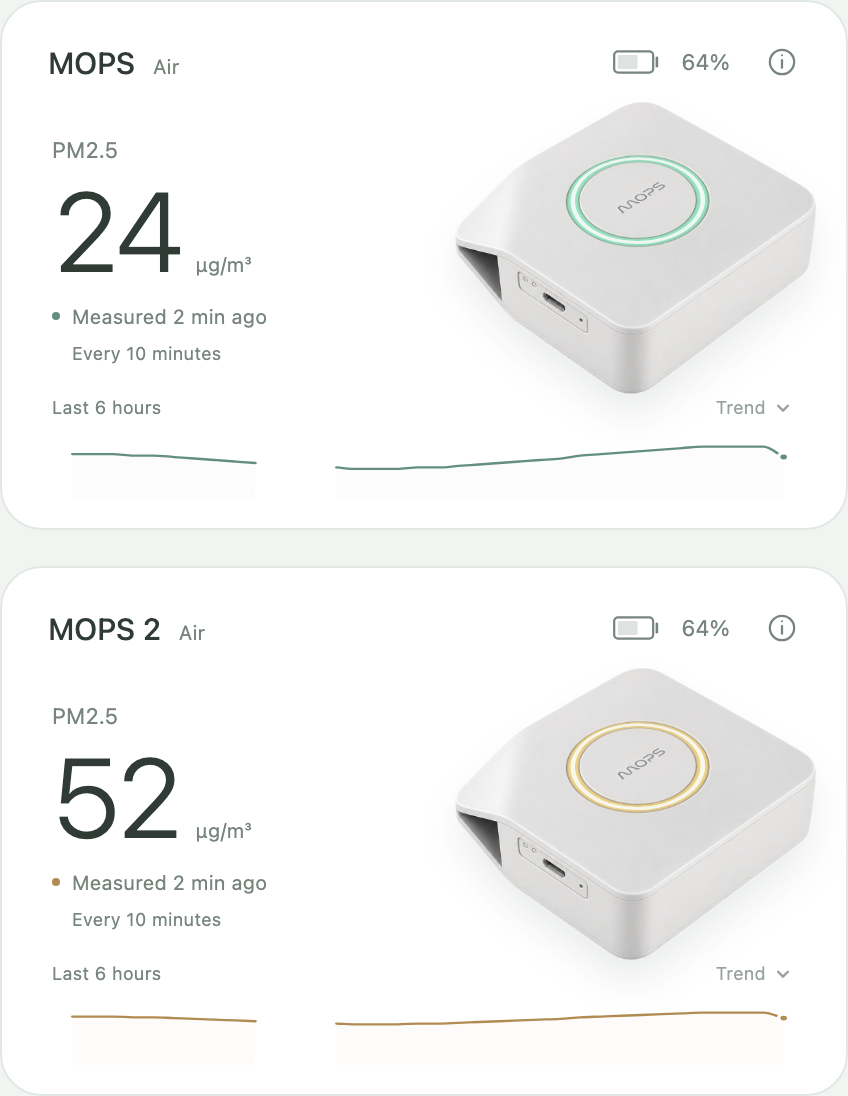 MOPS Air 64%
PM2.5
24 µg/m³
MOPS
Measured 2 min ago
Every 10 minutes
Last 6 hours Trend
MOPS 2 Air 64%
PM2.5
52 µg/m³
MOPS
Measured 2 min ago
Every 10 minutes
Last 6 hours Trend